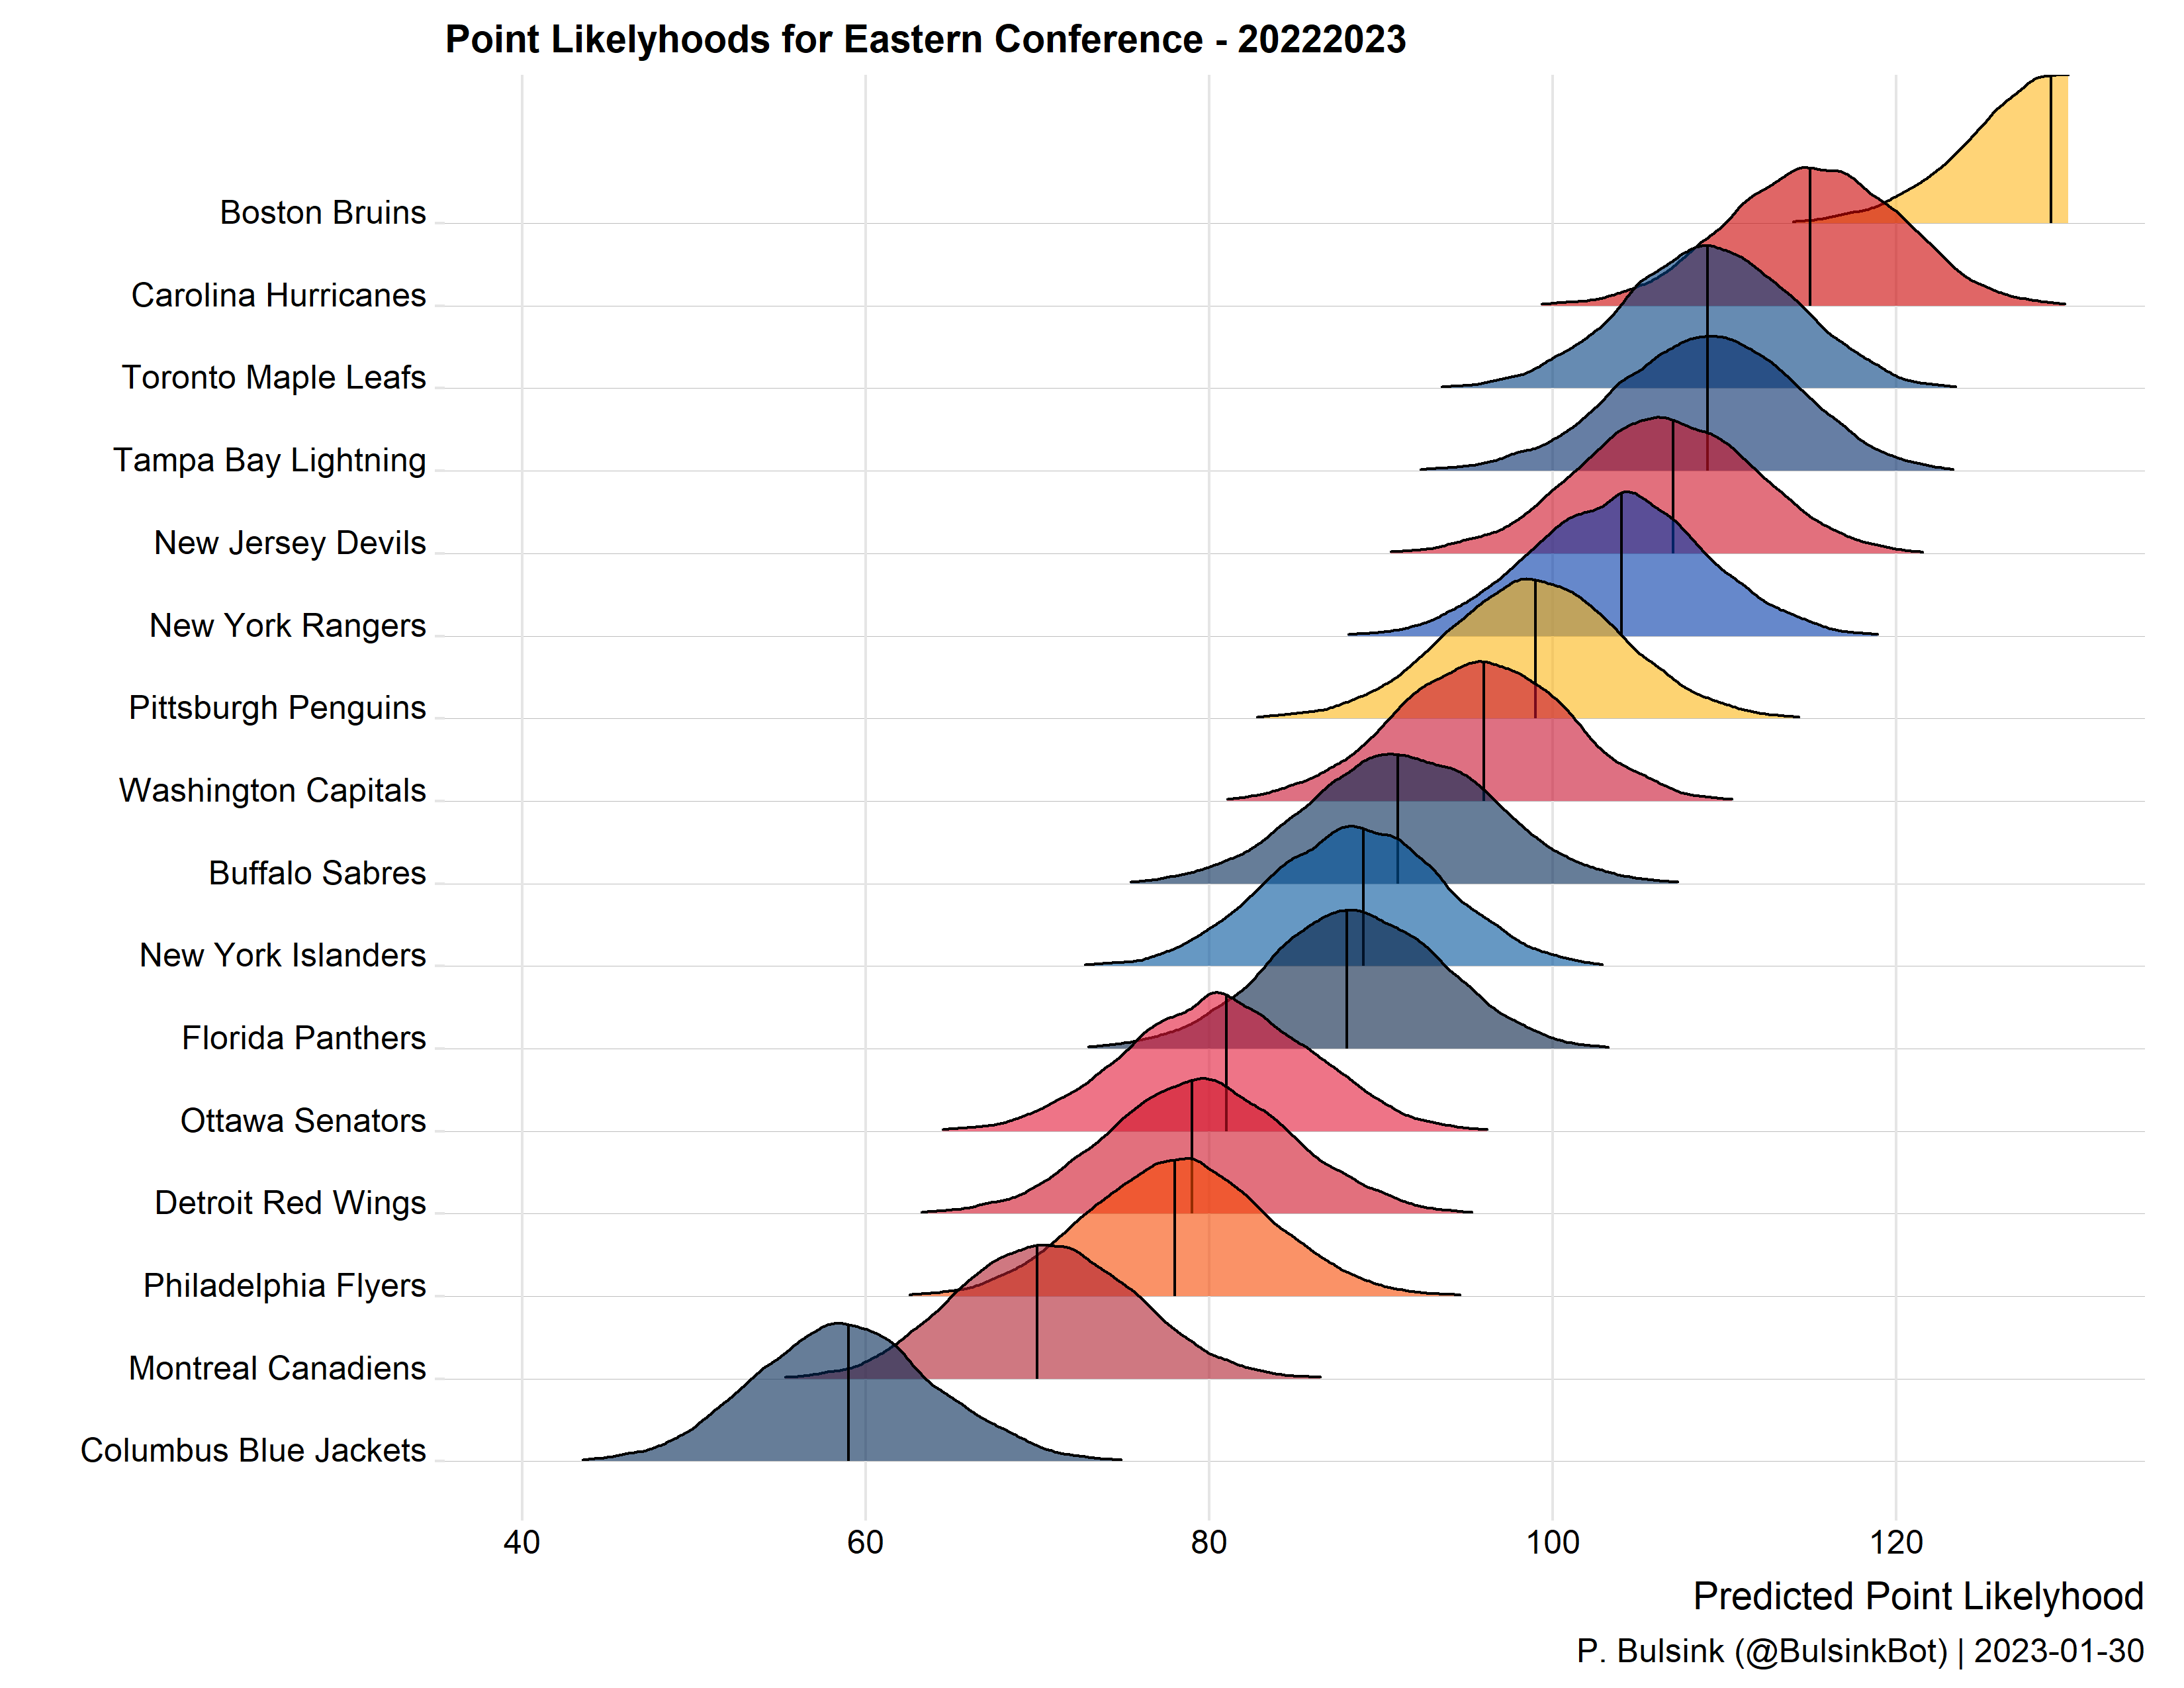 Point Likelyhoods for Eastern Conference - 20222023
Boston Bruins
Carolina Hurricanes
Toronto Maple Leafs
Tampa Bay Lightning
New Jersey Devils
New York Rangers
Pittsburgh Penguins
Washington Capitals
Buffalo Sabres
New York Islanders
Florida Panthers
Ottawa Senators
Detroit Red Wings
Philadelphia Flyers
Montreal Canadiens
Columbus Blue Jackets
40 60 80 100 120
Predicted Point Likelyhood
P. Bulsink (@BulsinkBot) | 2023-01-30